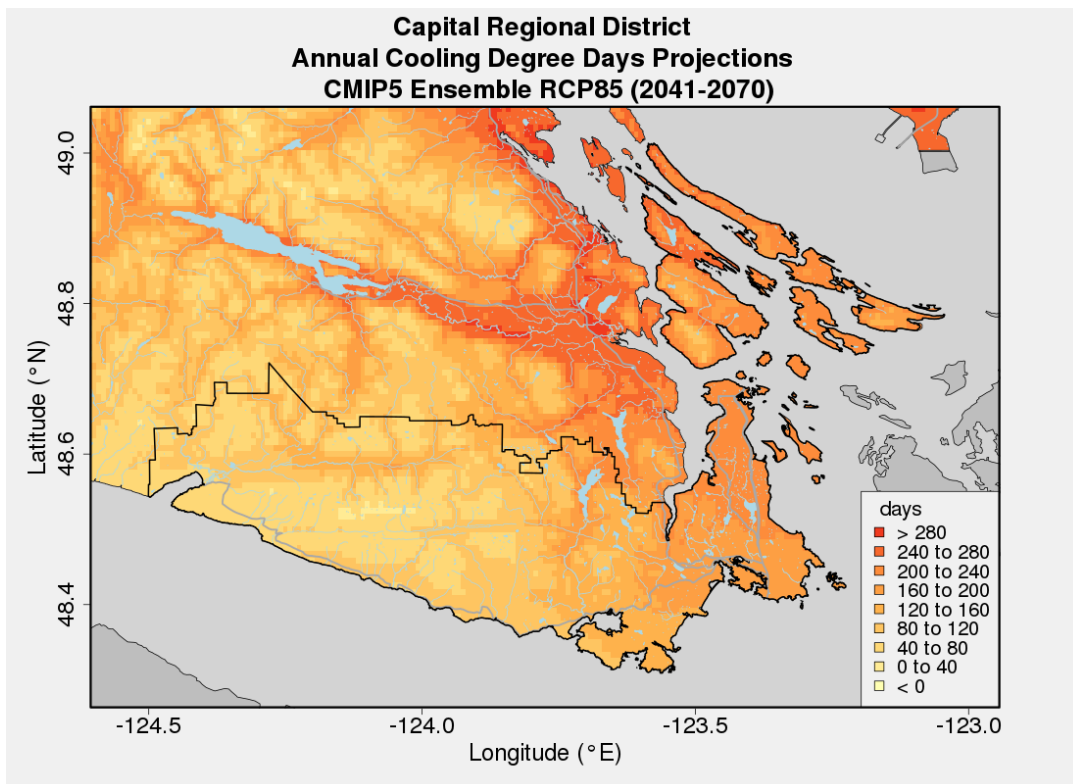 Capital Regional District
Annual Cooling Degree Days Projections
CMIP5 Ensemble RCP85 (2041-2070)
Latitude (°N)
49.0
48.8
48.6
48.4
days
> 280
240 to 280
200 to 240
160 to 200
120 to 160
80 to 120
40 to 80
0 to 40
< 0
-124.5 -124.0 -123.5 -123.0
Longitude (°E)